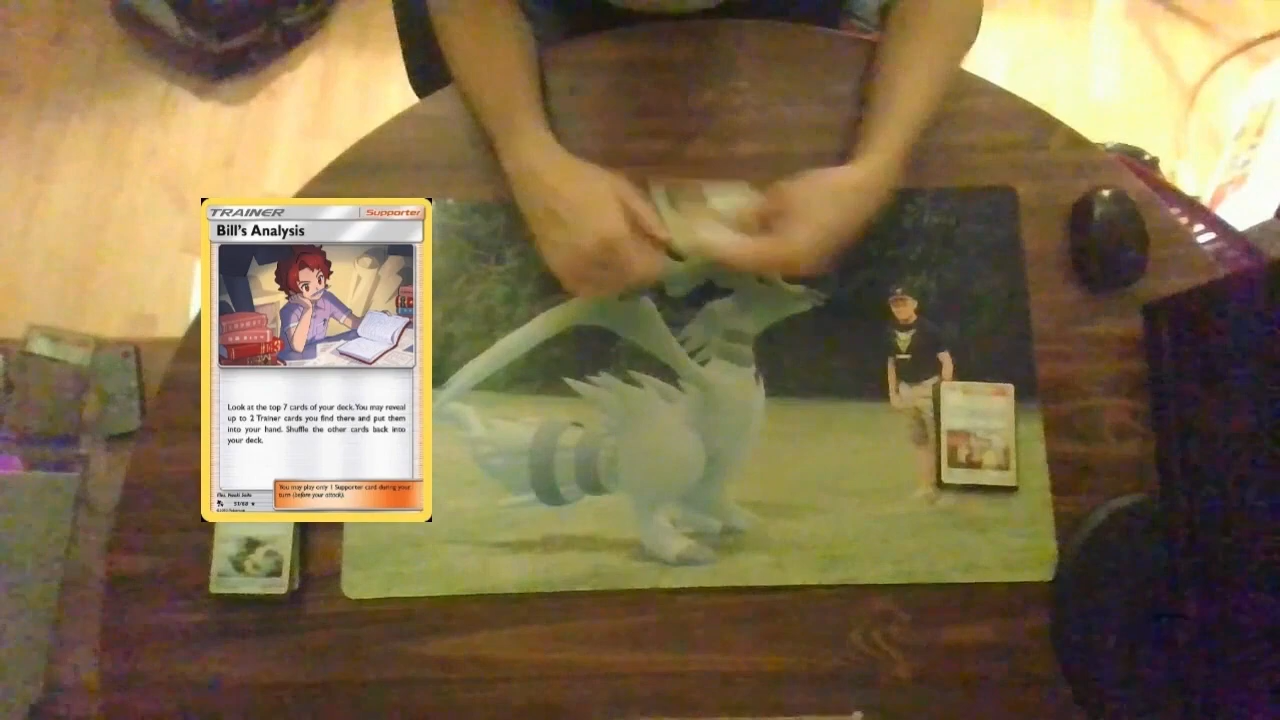 TRAINER Supporter
Bill's Analysis
Look at the top 7 cards of your deck. You may reveal
up to 2 Trainer cards you find there and put them
into your hand. Shuffle the other cards back into
your deck.
You may play only 1 Supporter card during your
turn (before your attack).
51/68